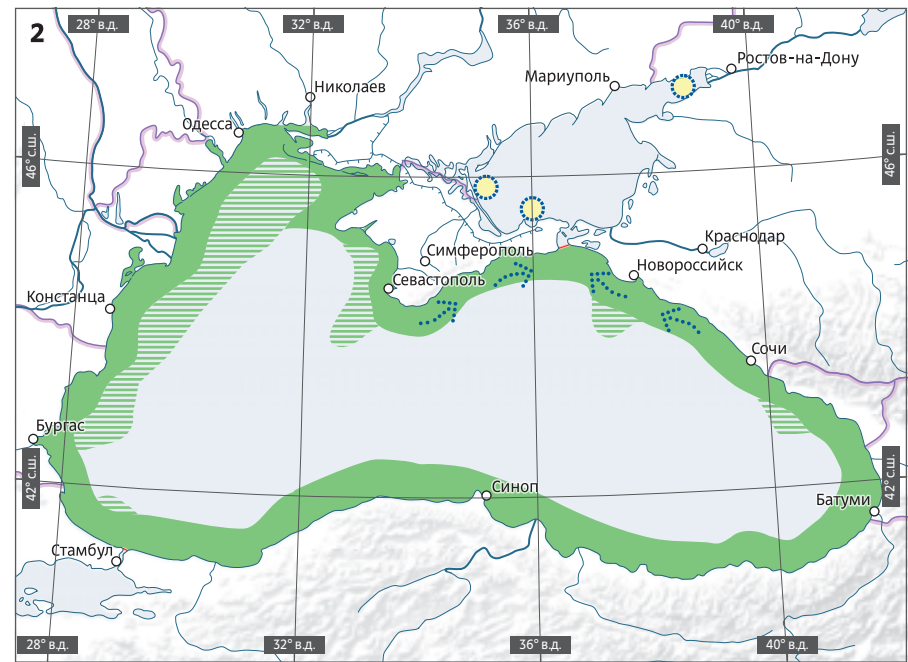 2
28° в.д.
32° в.д.
36° в.д.
40° в.д.
Ростов-на-Дону
Мариуполь
Николаев
Одесса
46° с.ш.
46° с.ш.
Краснодар
Симферополь
Новороссийск
Севастополь
Констанца
Сочи
Бургас
42° с.ш.
42° с.ш.
Синоп
Батуми
Стамбул
28° в.д.
32° в.д.
36° в.д.
40° в.д.